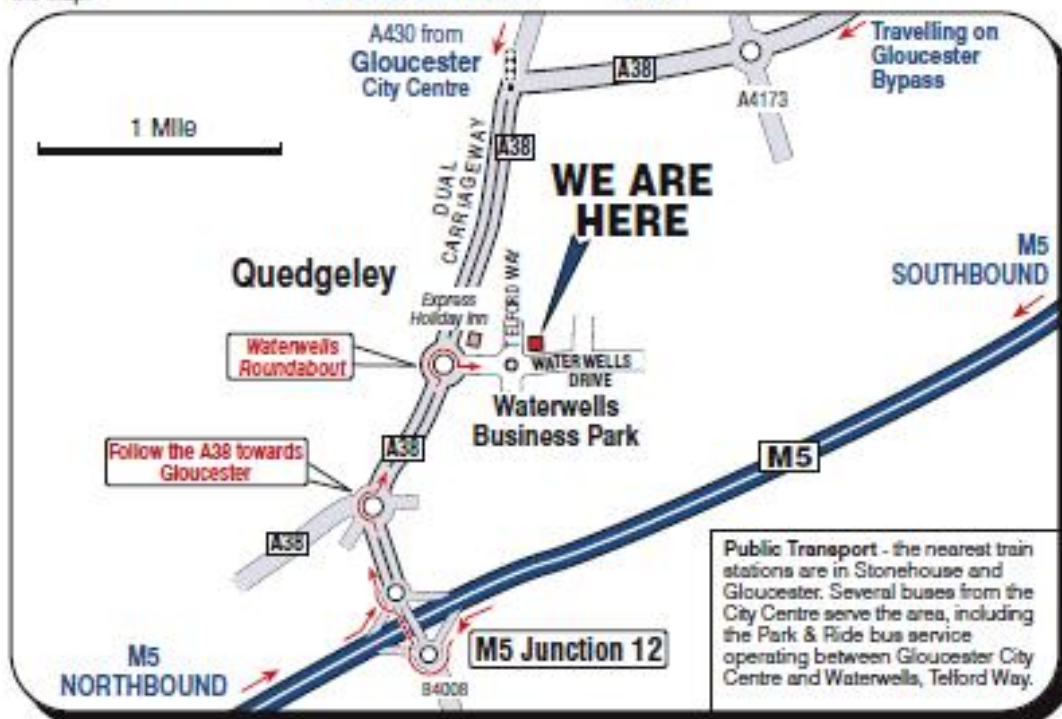 A430 from
Gloucester
City Centre
Travelling on
Gloucester
Bypass
A38
A4173
1 Mile
A38
DUAL
CARRIAGEWAY
WE ARE
HERE
M5
SOUTHBOUND
Quedgeley
TELFORD WAY
Express
Holiday Inn
Waterwells
Roundabout
WATERWELLS
DRIVE
Waterwells
Business Park
A38
M5
Follow the A38 towards
Gloucester
A38
Public Transport - the nearest train
stations are in Stonehouse and
Gloucester. Several buses from the
City Centre serve the area, including
the Park & Ride bus service
operating between Gloucester City
Centre and Waterwells, Telford Way.
M5 Junction 12
M5
NORTHBOUND
B4008